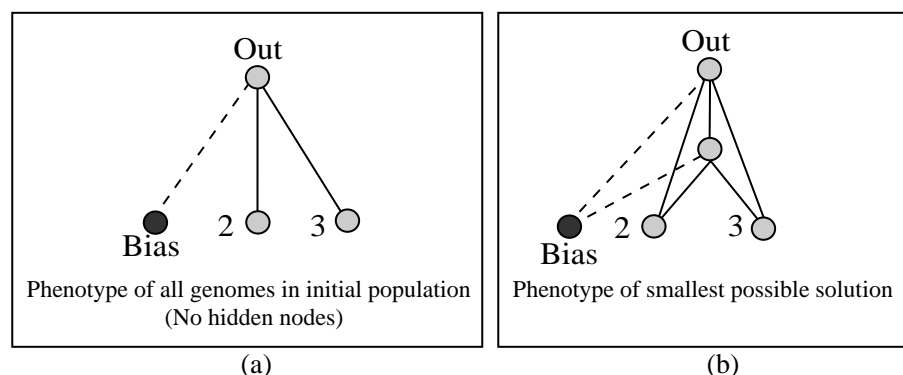 Out
2
3
Bias
Phenotype of all genomes in initial population
(No hidden nodes)
(a)
Out
2
3
Bias
Phenotype of smallest possible solution
(b)